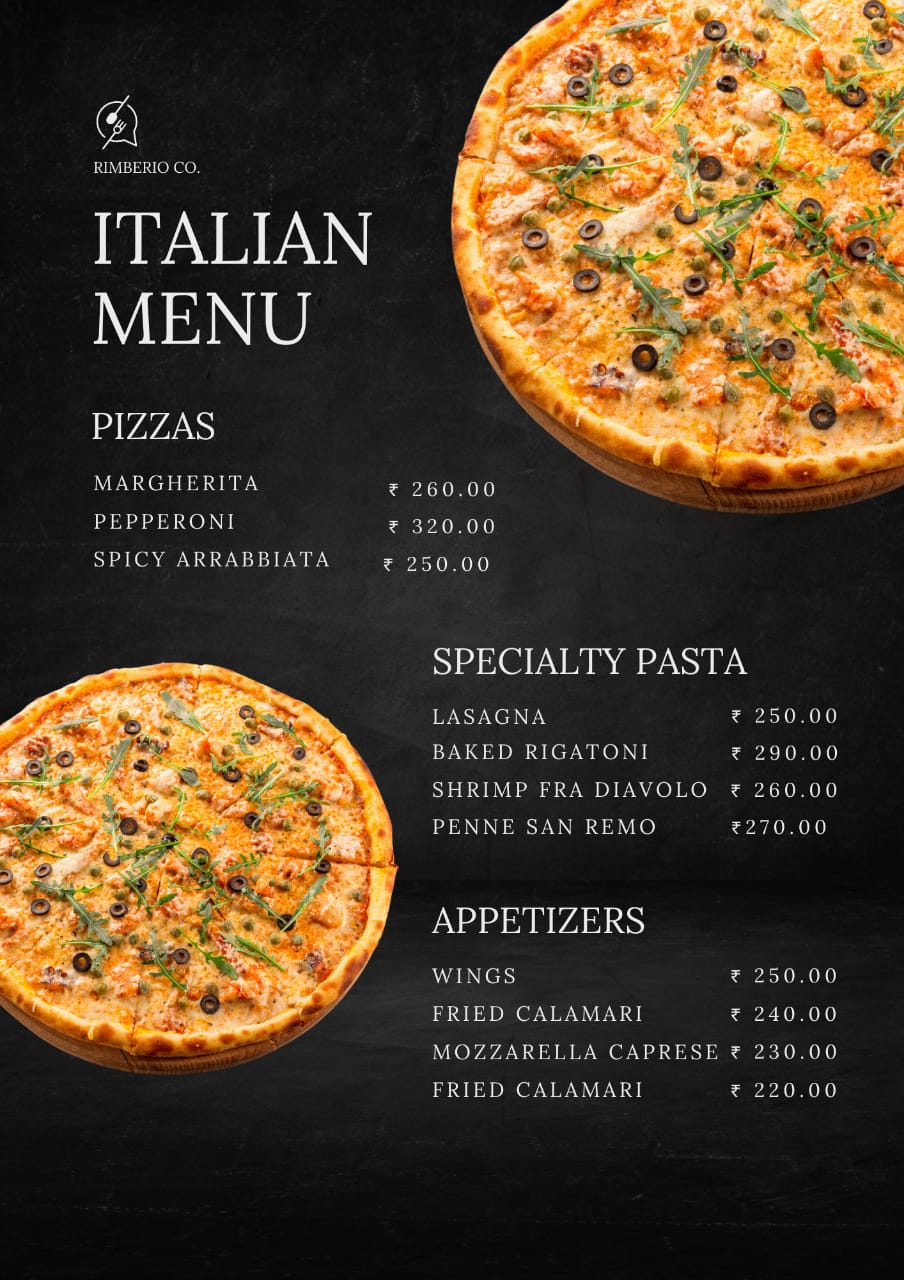 RIMBERIO CO.
ITALIAN
MENU
PIZZAS
MARGHERITA ₹ 260.00
PEPPERONI ₹ 320.00
SPICY ARRABBIATA ₹ 250.00
SPECIALTY PASTA
LASAGNA ₹ 250.00
BAKED RIGATONI ₹ 290.00
SHRIMP FRA DIAVOLO ₹ 260.00
PENNE SAN REMO ₹270.00
APPETIZERS
WINGS ₹ 250.00
FRIED CALAMARI ₹ 240.00
MOZZARELLA CAPRESE ₹ 230.00
FRIED CALAMARI ₹ 220.00